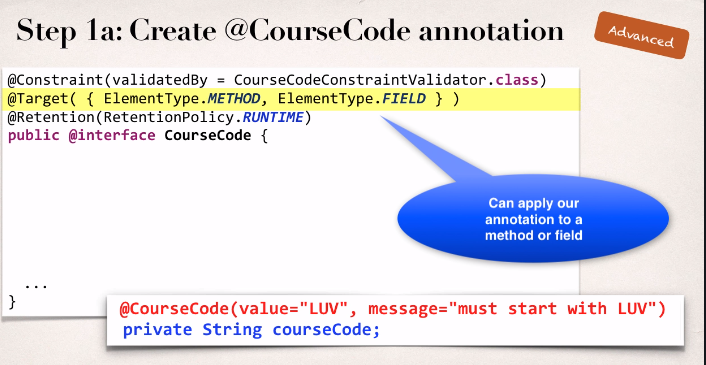 Step 1a: Create @CourseCode annotation
Advanced
@Constraint(validatedBy = CourseCodeConstraintValidator.class)
@Target( { ElementType.METHOD, ElementType.FIELD } )
@Retention(RetentionPolicy.RUNTIME)
public @interface CourseCode {
Can apply our
annotation to a
method or field
...
}
@CourseCode(value="LUV", message="must start with LUV")
private String courseCode;